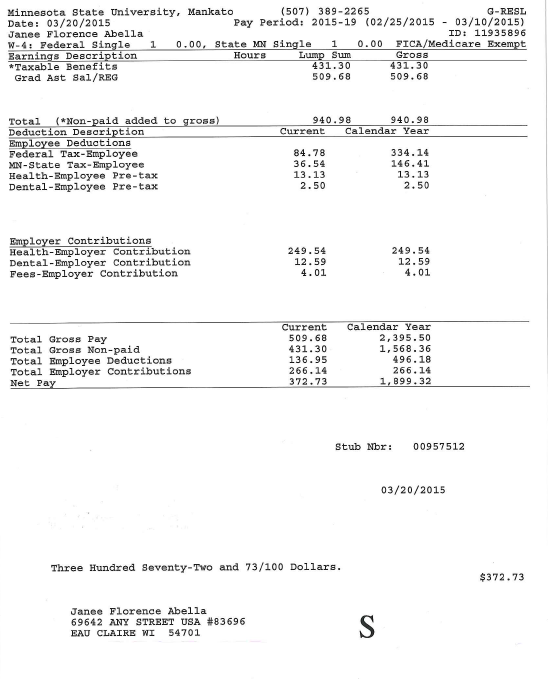 Minnesota State University, Mankato (507) 389-2265 G-RESL
Date: 03/20/2015 Pay Period: 2015-19 (02/25/2015 - 03/10/2015)
Janee Florence Abella ID: 11935896
W-4: Federal Single 1 0.00, State MN Single 1 0.00 FICA/Medicare Exempt
Earnings Description Hours Lump Sum Gross
*Taxable Benefits 431.30 431.30
Grad Ast Sal/REG 509.68 509.68
Total (*Non-paid added to gross) 940.98 940.98
Deduction Description Current Calendar Year
Employee Deductions
Federal Tax-Employee 84.78 334.14
MN-State Tax-Employee 36.54 146.41
Health-Employee Pre-tax 13.13 13.13
Dental-Employee Pre-tax 2.50 2.50
Employer Contributions
Health-Employer Contribution 249.54 249.54
Dental-Employer Contribution 12.59 12.59
Fees-Employer Contribution 4.01 4.01
Current Calendar Year
Total Gross Pay 509.68 2,395.50
Total Gross Non-paid 431.30 1,568.36
Total Employee Deductions 136.95 496.18
Total Employer Contributions 266.14 266.14
Net Pay 372.73 1,899.32
Stub Nbr: 00957512
03/20/2015
Three Hundred Seventy-Two and 73/100 Dollars.
$372.73
Janee Florence Abella
69642 ANY STREET USA #83696
EAU CLAIRE WI 54701
S